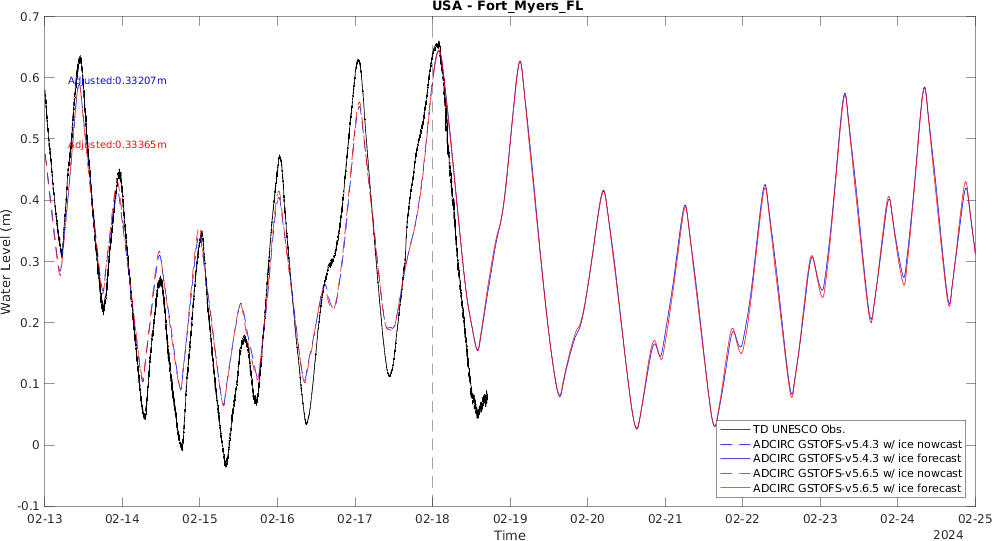 USA - Fort_Myers_FL
0.7
0.6
0.5
0.4
0.3
0.2
0.1
0
-0.1
Water Level (m)
Adjusted:0.33207m
Adjusted:0.33365m
TD UNESCO Obs.
ADCIRC GSTOFS-v5.4.3 w/ ice nowcast
ADCIRC GSTOFS-v5.4.3 w/ ice forecast
ADCIRC GSTOFS-v5.6.5 w/ ice nowcast
ADCIRC GSTOFS-v5.6.5 w/ ice forecast
02-13 02-14 02-15 02-16 02-17 02-18 02-19 02-20 02-21 02-22 02-23 02-24 02-25
Time
2024